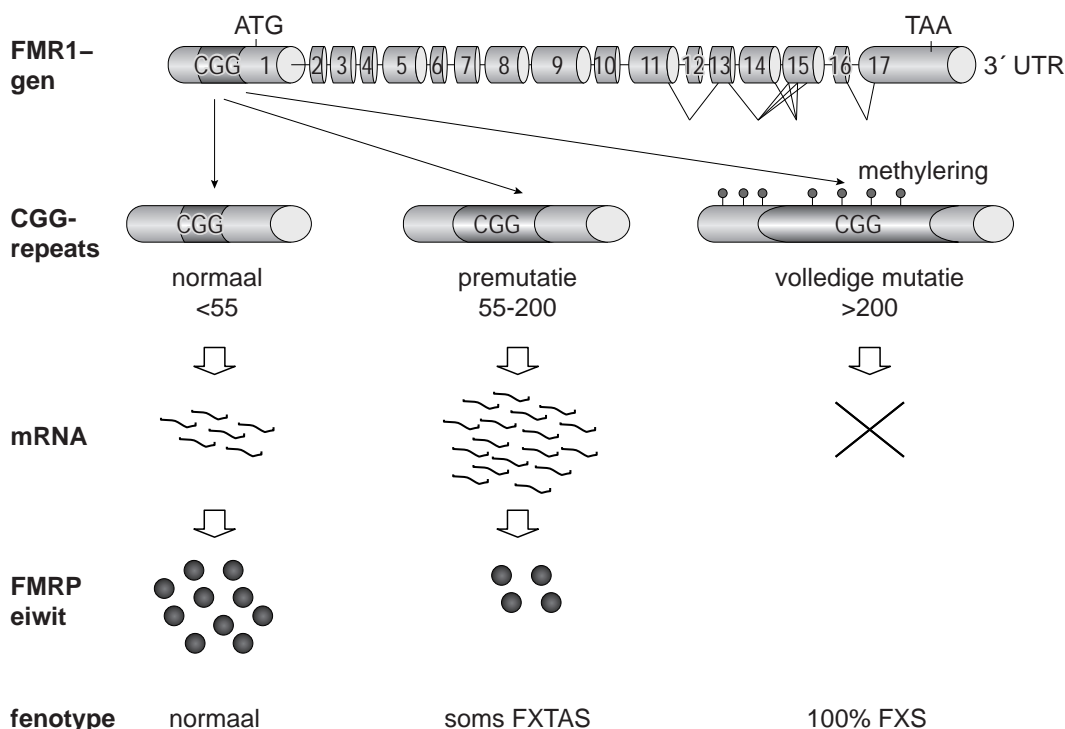 ATG TAA
FMR1–
gen
CGG 1 2 3 4 5 6 7 8 9 10 11 12 13 14 15 16 17 3´ UTR
methylering
CGG-
repeats
CGG CGG CGG
normaal premutatie volledige mutatie
<55 55-200 >200
mRNA
FMRP
eiwit
fenotype normaal soms FXTAS 100% FXS